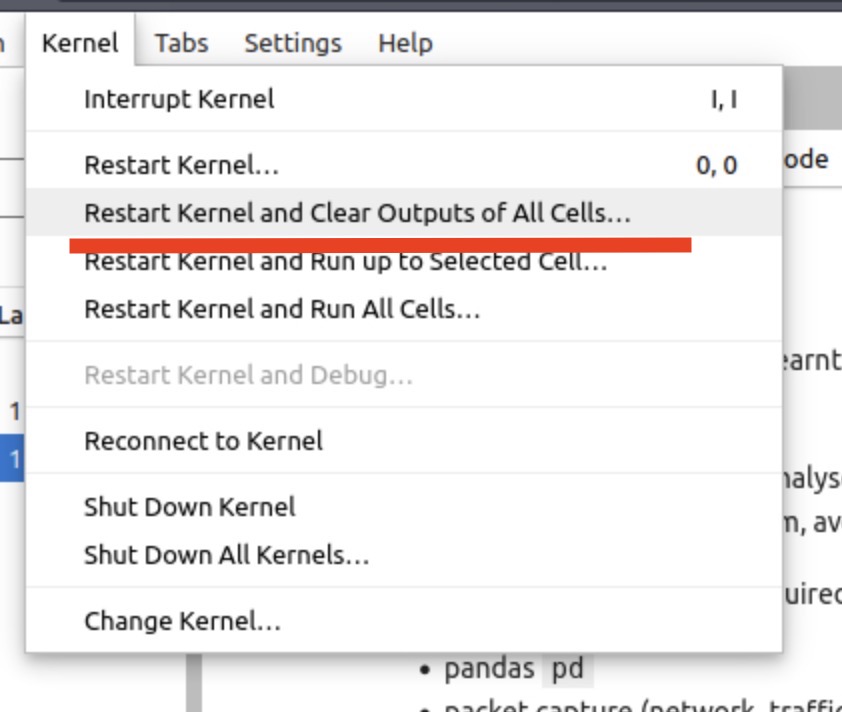 Kernel Tabs Settings Help
Interrupt Kernel I, I
Restart Kernel… 0, 0
ode
Restart Kernel and Clear Outputs of All Cells…
Restart Kernel and Run up to Selected Cell…
Restart Kernel and Run All Cells…
La
earnt
Restart Kernel and Debug…
1
Reconnect to Kernel
1
nalys
Shut Down Kernel
m, av
Shut Down All Kernels…
uired
Change Kernel…
• pandas pd
• packet capture (network, traffic